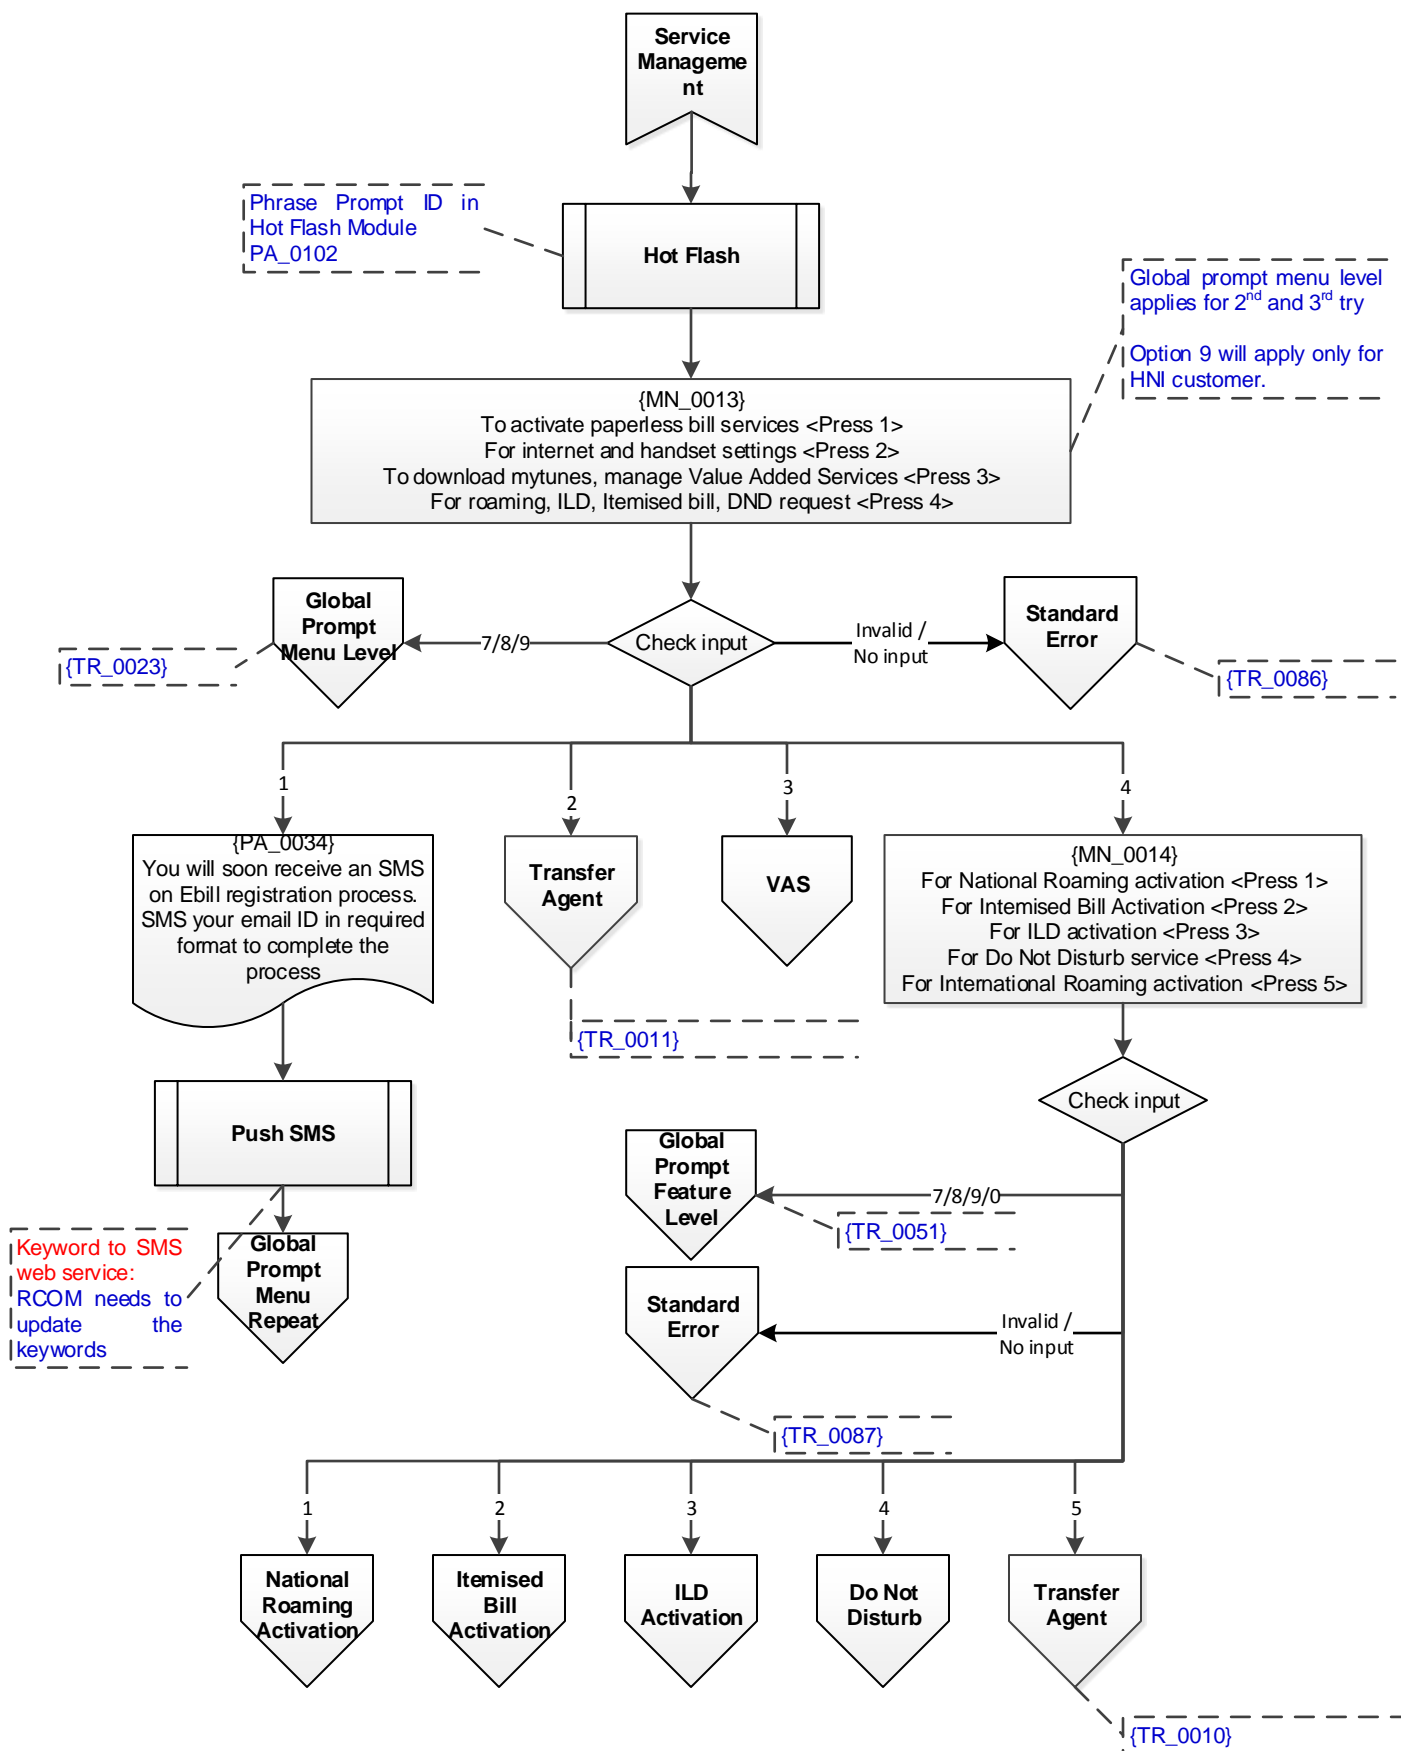 Service
Manageme
nt
Phrase Prompt ID in
Hot Flash Module
PA_0102
Hot Flash
Global prompt menu level
applies for 2nd and 3rd try
Option 9 will apply only for
HNI customer.
{MN_0013}
To activate paperless bill services <Press 1>
For internet and handset settings <Press 2>
To download mytunes, manage Value Added Services <Press 3>
For roaming, ILD, Itemised bill, DND request <Press 4>
Global
Prompt
Menu Level
{TR_0023}
7/8/9
Check input
Invalid /
No input
Standard
Error
{TR_0086}
1
2
3
4
{PA_0034}
You will soon receive an SMS
on Ebill registration process.
SMS your email ID in required
format to complete the
process
Transfer
Agent
{TR_0011}
VAS
{MN_0014}
For National Roaming activation <Press 1>
For Intemised Bill Activation <Press 2>
For ILD activation <Press 3>
For Do Not Disturb service <Press 4>
For International Roaming activation <Press 5>
Check input
Push SMS
Global
Prompt
Feature
Level
7/8/9/0
{TR_0051}
Keyword to SMS
web service:
RCOM needs to
update the
keywords
Global
Prompt
Menu
Repeat
Standard
Error
Invalid /
No input
{TR_0087}
1
2
3
4
5
National
Roaming
Activation
Itemised
Bill
Activation
ILD
Activation
Do Not
Disturb
Transfer
Agent
{TR_0010}